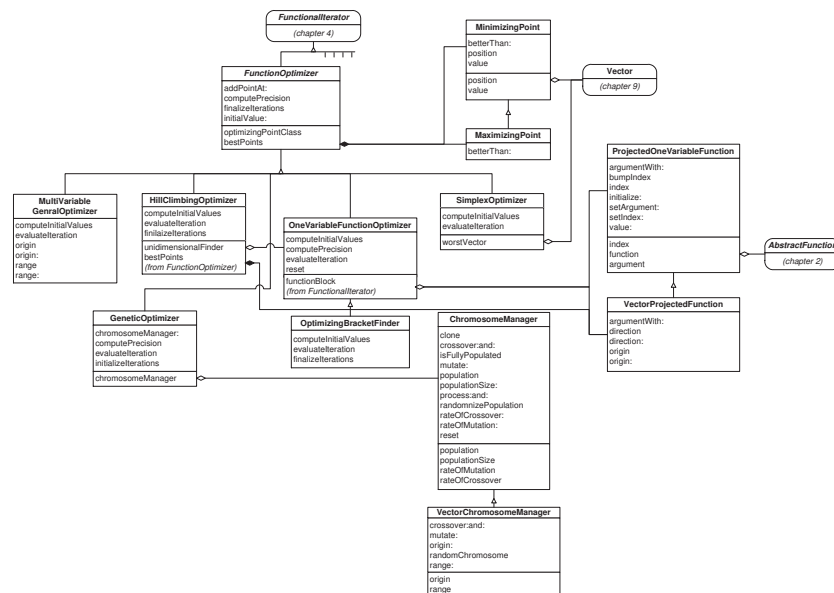 FunctionalIterator
(chapter 4)
FunctionOptimizer
addPointAt:
computePrecision
finalizeIterations
initialValue:
optimizingPointClass
bestPoints
MinimizingPoint
betterThan:
position
value
position
value
Vector
(chapter 9)
MaximizingPoint
betterThan:
ProjectedOneVariableFunction
argumentWith:
bumpIndex
index
initialize:
setArgument:
setIndex:
value:
index
function
argument
AbstractFunction
(chapter 2)
MultiVariable
GenralOptimizer
computeInitialValues
evaluateIteration
origin
origin:
range
range:
HillClimbingOptimizer
computeInitialValues
evaluateIteration
finilaizeIterations
unidimensionalFinder
bestPoints
(from FunctionOptimizer)
OneVariableFunctionOptimizer
computeInitialValues
computePrecision
evaluateIteration
reset
functionBlock
(from FunctionalIterator)
SimplexOptimizer
computeInitialValues
evaluateIteration
worstVector
VectorProjectedFunction
argumentWith:
direction
direction:
origin
origin:
GeneticOptimizer
chromosomeManager:
computePrecision
evaluateIteration
initializeIterations
chromosomeManager
OptimizingBracketFinder
computeInitialValues
evaluateIteration
finalizeIterations
ChromosomeManager
clone
crossover:and:
isFullyPopulated
mutate:
population
populationSize:
process:and:
randomnizePopulation
rateOfCrossover:
rateOfMutation:
reset
population
populationSize
rateOfMutation
rateOfCrossover
VectorChromosomeManager
crossover:and:
mutate:
origin:
randomChromosome
range:
origin
range